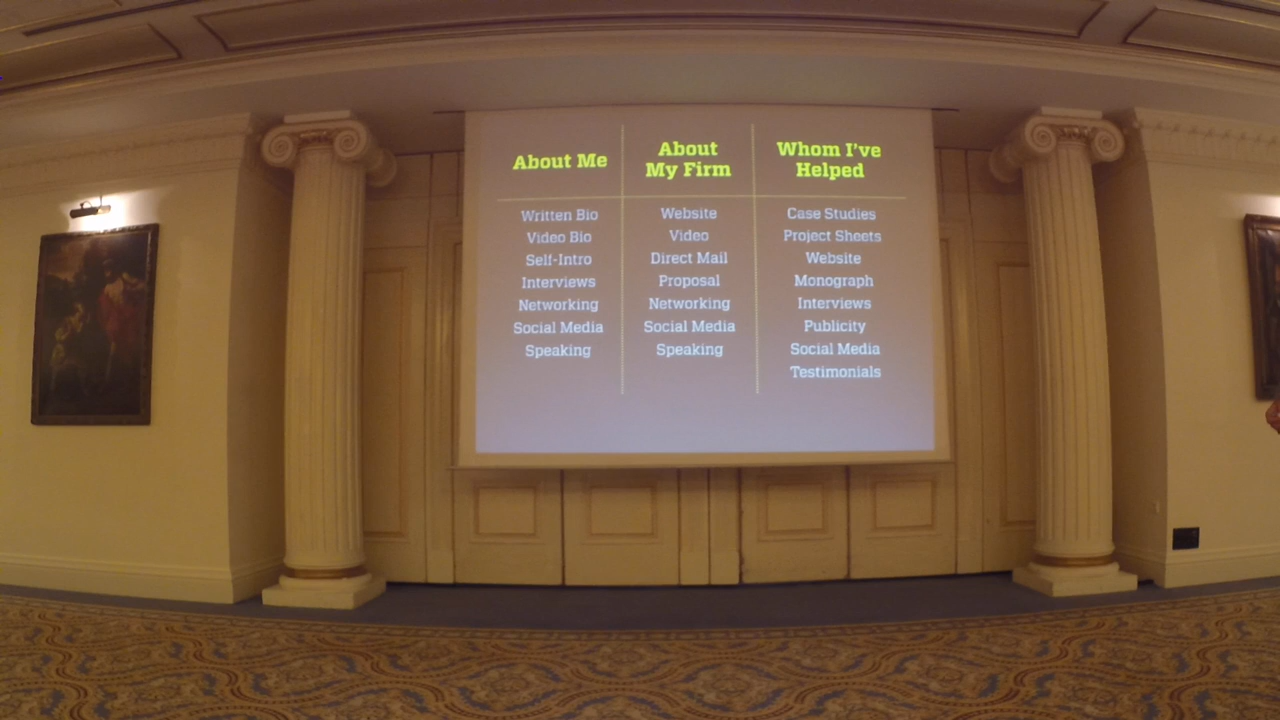 About Me
About
My Firm
Whom I've
Helped
Written Bio
Video Bio
Self-Intro
Interviews
Networking
Social Media
Speaking
Website
Video
Direct Mail
Proposal
Networking
Social Media
Speaking
Case Studies
Project Sheets
Website
Monograph
Interviews
Publicity
Social Media
Testimonials